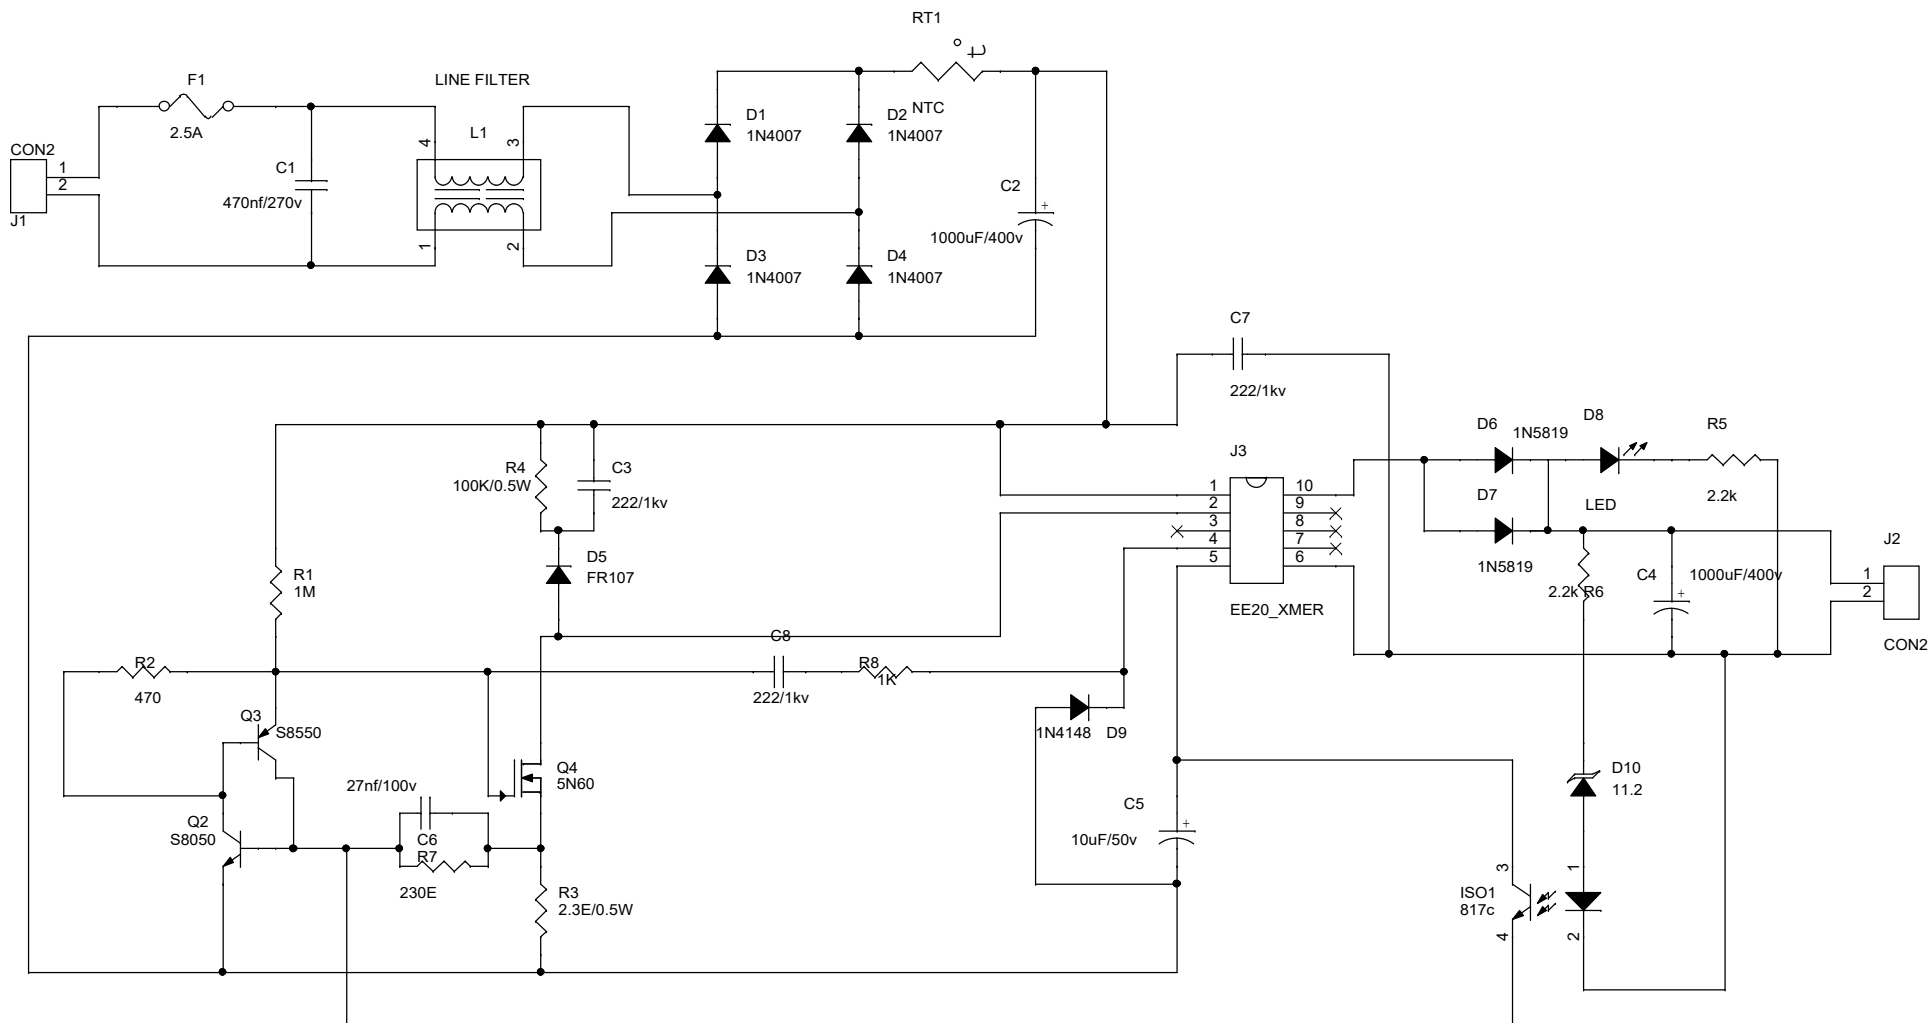 RT1
t
F1
LINE FILTER
2.5A
NTC
D1
1N4007
D2
1N4007
L1
4
3
CON2
1
2
J1
C1
470nf/270v
C2
+
1000uF/400v
1
2
D3
1N4007
D4
1N4007
C7
222/1kv
D6
1N5819
D8
R5
J3
R4
100K/0.5W
C3
222/1kv
1
2
3
4
5
10
9
8
7
6
D7
2.2k
LED
J2
D5
FR107
R1
1M
1N5819
2.2k R6
C4
+
1000uF/400v
1
2
EE20_XMER
CON2
C8
R2
470
222/1kv
R8
1K
Q3
S8550
1N4148
D9
Q4
5N60
D10
11.2
27nf/100v
C6
R7
230E
Q2
S8050
C5
+
10uF/50v
R3
2.3E/0.5W
3
1
ISO1
817c
4
2